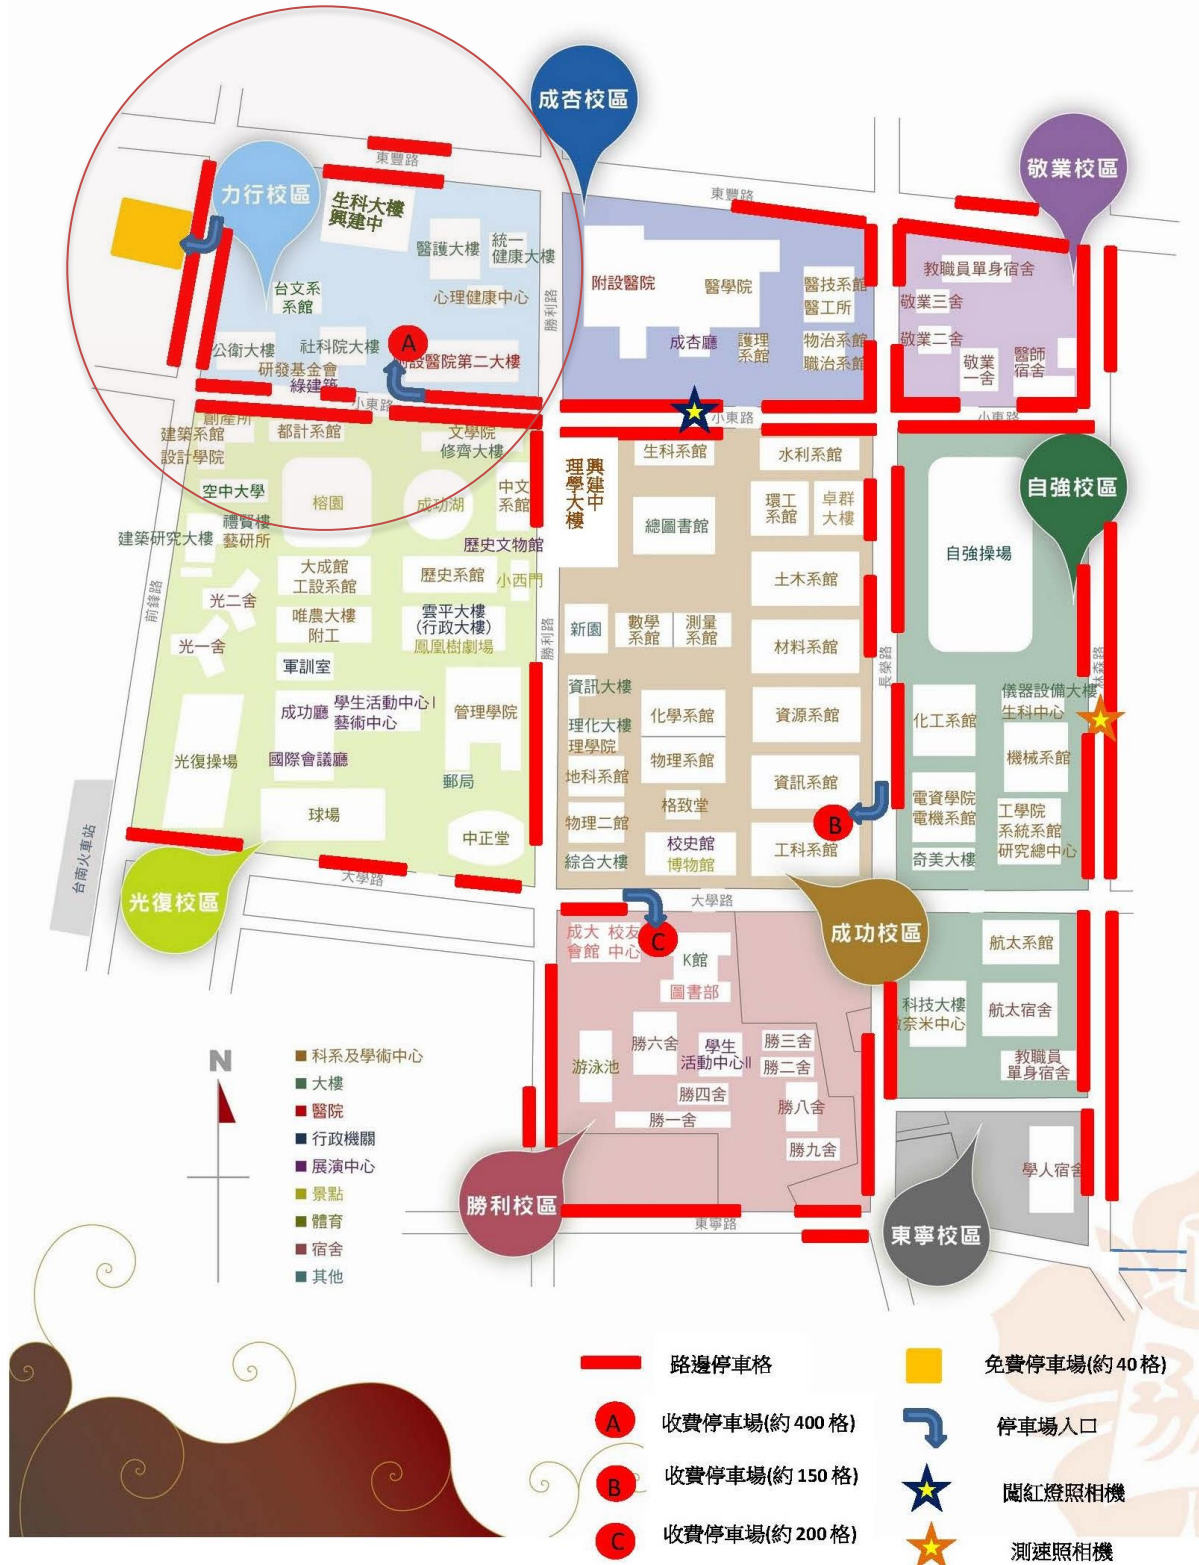 成杏校區
敬業校區
力行校區
東豐路
東豐路
生科大樓
興建中
醫護大樓
統一
健康大樓
台文系
系館
心理健康中心
公衛大樓
社科院大樓
A
附設醫院第二大樓
研發基金會
綠建築
小東路
勝利路
附設醫院
醫學院
醫技系館
醫工所
成杏廳
護理
系館
物治系館
職治系館
小東路
教職員單身宿舍
敬業三舍
敬業二舍
敬業
一舍
醫師
宿舍
小東路
創產所
建築系館
設計學院
都計系館
文學院
修齊大樓
空中大學
榕園
成功湖
中文
系館
禮賢樓
藝研所
建築研究大樓
歷史文物館
大成館
工設系館
歷史系館
小西門
光二舍
唯農大樓
附工
雲平大樓
(行政大樓)
鳳凰樹劇場
光一舍
軍訓室
前鋒路
成功廳
學生活動中心I
藝術中心
管理學院
光復操場
國際會議廳
郵局
球場
中正堂
台南火車站
光復校區
大學路
勝利路
興建中
理學大樓
生科系館
水利系館
總圖書館
環工
系館
卓群
大樓
土木系館
新園
數學
系館
測量
系館
材料系館
資訊大樓
化學系館
資源系館
理化大樓
理學院
地科系館
物理系館
資訊系館
格致堂
B
物理二館
校史館
博物館
工科系館
綜合大樓
大學路
成功校區
長榮路
自強校區
自強操場
林森路
儀器設備大樓
生科中心
化工系館
機械系館
電資學院
電機系館
工學院
系統系館
研究總中心
奇美大樓
成大
會館
校友
中心
C
K館
圖書部
游泳池
勝六舍
學生
活動中心II
勝三舍
勝二舍
勝四舍
勝八舍
勝一舍
勝九舍
勝利校區
東寧路
航太系館
科技大樓
微奈米中心
航太宿舍
教職員
單身宿舍
學人宿舍
東寧校區
N
科系及學術中心
大樓
醫院
行政機關
展演中心
景點
體育
宿舍
其他
路邊停車格
免費停車場(約40格)
A
收費停車場(約400格)
停車場入口
B
收費停車場(約150格)
闖紅燈照相機
C
收費停車場(約200格)
測速照相機